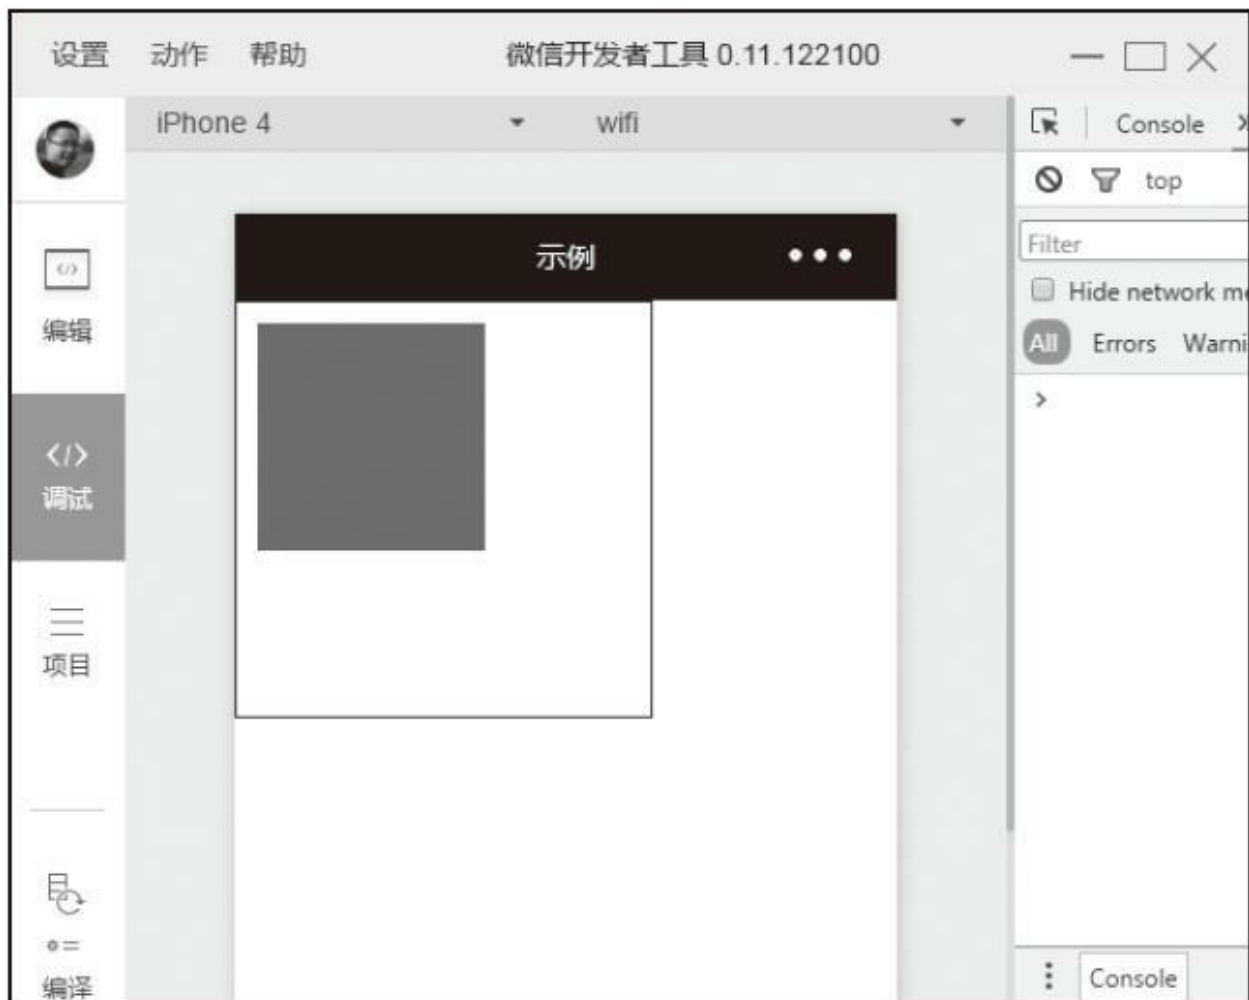 设置 动作 帮助 微信开发者工具 0.11.122100
iPhone 4 wifi
Console
top
示例
Filter
编辑
Hide network me
All Errors Warni
调试
项目
编译
Console